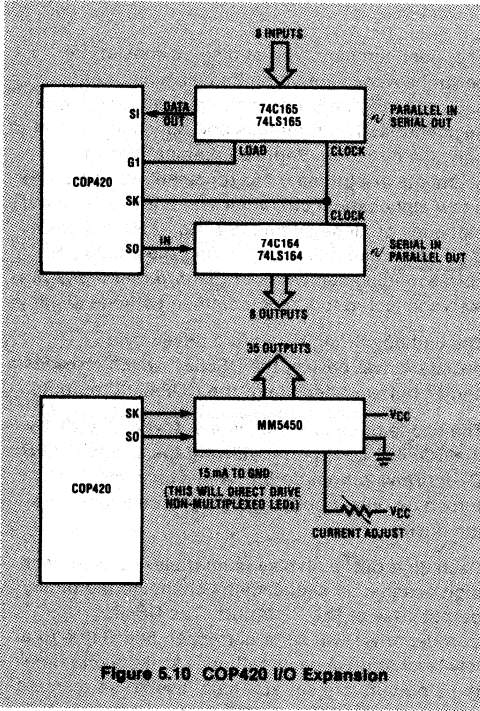 8 INPUTS
SI
DATA
OUT
74C165
74LS165
PARALLEL IN
SERIAL OUT
G1
LOAD
CLOCK
COP420
SK
CLOCK
SO
IN
74C164
74LS164
SERIAL IN
PARALLEL OUT
8 OUTPUTS
35 OUTPUTS
SK
MM5450
VCC
SO
COP420
15 mA TO GND
(THIS WILL DIRECT DRIVE
NON-MULTIPLEXED LEDs)
VCC
CURRENT ADJUST
Figure 5.10 COP420 I/O Expansion